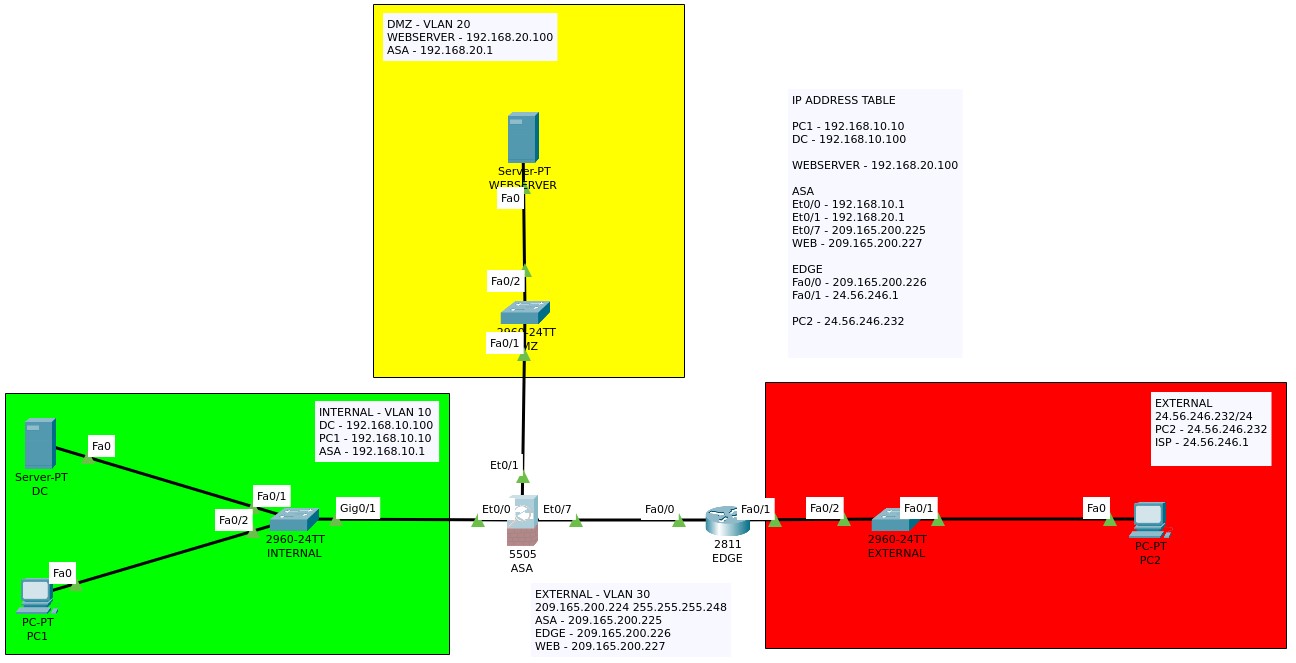 DMZ - VLAN 20
WEBSERVER - 192.168.20.100
ASA - 192.168.20.1
Server-PT
WEBSERVER
Fa0
Fa0/2
2960-24TT
MZ
Fa0/1
Et0/1
IP ADDRESS TABLE
PC1 - 192.168.10.10
DC - 192.168.10.100
WEBSERVER - 192.168.20.100
ASA
Et0/0 - 192.168.10.1
Et0/1 - 192.168.20.1
Et0/7 - 209.165.200.225
WEB - 209.165.200.227
EDGE
Fa0/0 - 209.165.200.226
Fa0/1 - 24.56.246.1
PC2 - 24.56.246.232
INTERNAL - VLAN 10
DC - 192.168.10.100
PC1 - 192.168.10.10
ASA - 192.168.10.1
Fa0
Server-PT
DC
Fa0/1
Fa0/2
Gig0/1
2960-24TT
INTERNAL
Fa0
PC-PT
PC1
Et0/0
Et0/7
5505
ASA
Fa0/0
Fa0/1
2811
EDGE
EXTERNAL
24.56.246.232/24
PC2 - 24.56.246.232
ISP - 24.56.246.1
Fa0/2
Fa0/1
2960-24TT
EXTERNAL
Fa0
PC-PT
PC2
EXTERNAL - VLAN 30
209.165.200.224 255.255.255.248
ASA - 209.165.200.225
EDGE - 209.165.200.226
WEB - 209.165.200.227